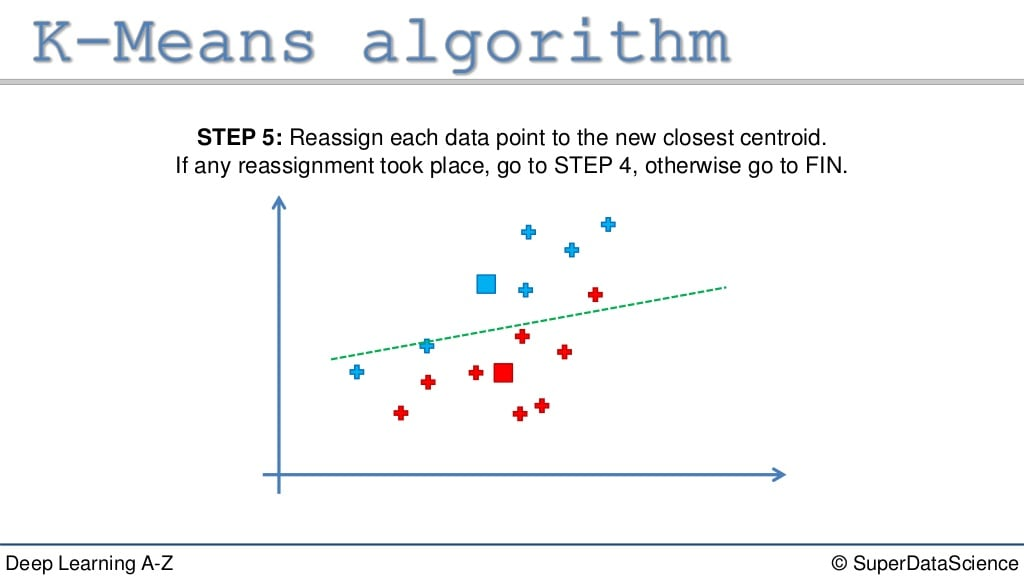 K-Means algorithm
STEP 5: Reassign each data point to the new closest centroid.
If any reassignment took place, go to STEP 4, otherwise go to FIN.
Deep Learning A-Z
© SuperDataScience